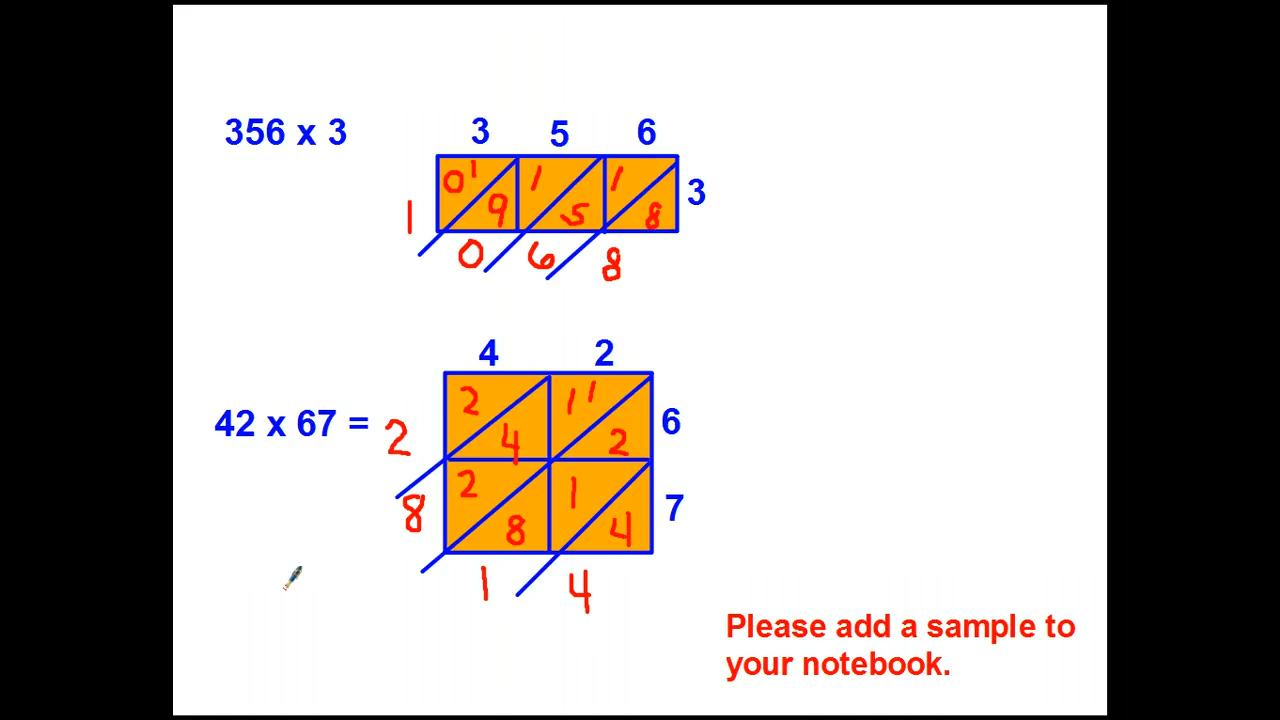 356 x 3
3 5 6
0 1 1 1
3
1
9 5 8
0 6 8
4 2
2 1 1
6
42 x 67 = 2
4 2
2 1
7
8
8 4
1 4
Please add a sample to
your notebook.